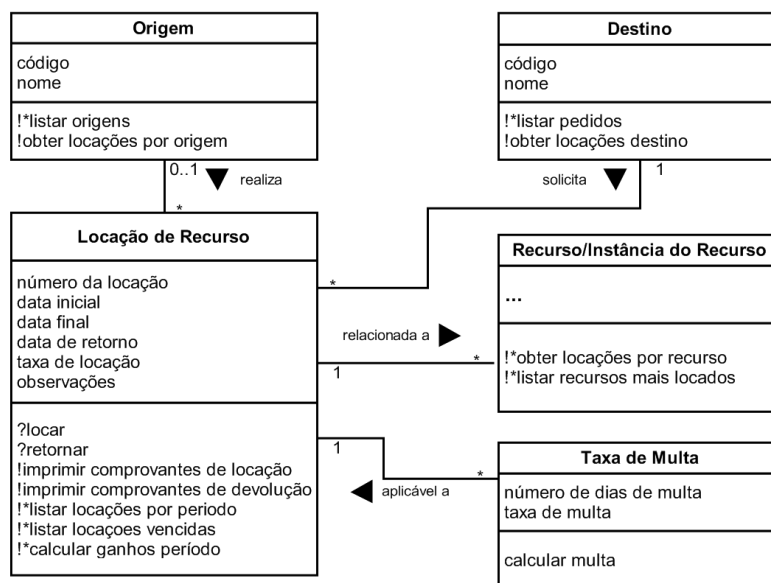 Origem
código
nome
!*listar origens
!obter locações por origem
Destino
código
nome
!*listar pedidos
!obter locações destino
0..1
realiza
*
solicita
1
Locação de Recurso
número da locação
data inicial
data final
data de retorno
taxa de locação
observações
?locar
?retornar
!imprimir comprovantes de locação
!imprimir comprovantes de devolução
!*listar locações por periodo
!*listar locaçoes vencidas
!*calcular ganhos período
*
relacionada a
1
*
Recurso/Instância do Recurso
...
!*obter locações por recurso
!*listar recursos mais locados
1
aplicável a
*
Taxa de Multa
número de dias de multa
taxa de multa
calcular multa